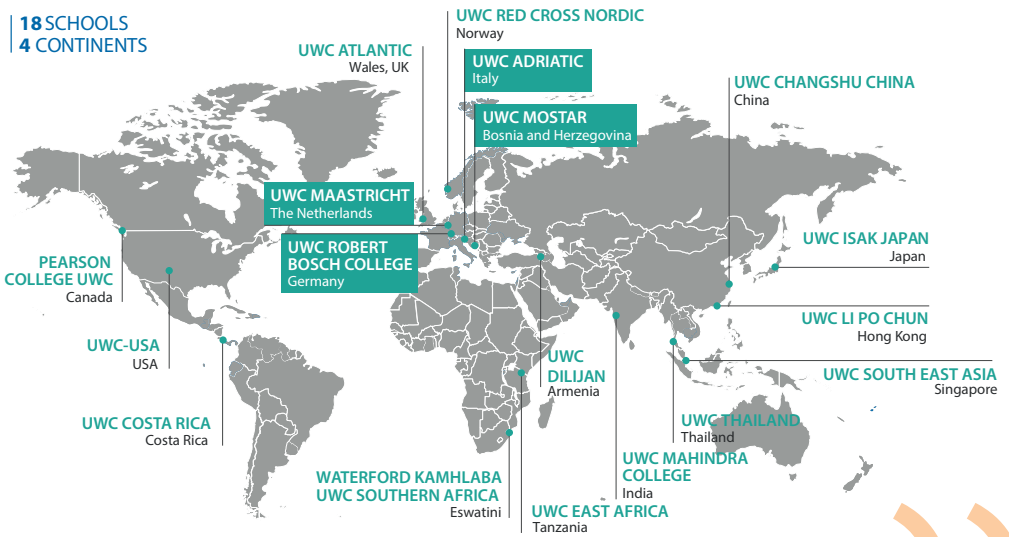 18 SCHOOLS
4 CONTINENTS
UWC RED CROSS NORDIC
Norway
UWC ATLANTIC
Wales, UK
UWC ADRIATIC
Italy
UWC CHANGSHU CHINA
China
UWC MOSTAR
Bosnia and Herzegovina
UWC MAASTRICHT
The Netherlands
UWC ROBERT
BOSCH COLLEGE
Germany
UWC ISAK JAPAN
Japan
PEARSON
COLLEGE UWC
Canada
UWC LI PO CHUN
Hong Kong
UWC-USA
USA
UWC
DILIJAN
Armenia
UWC SOUTH EAST ASIA
Singapore
UWC COSTA RICA
Costa Rica
UWC THAILAND
Thailand
UWC MAHINDRA
COLLEGE
India
WATERFORD KAMHLABA
UWC SOUTHERN AFRICA
Eswatini
UWC EAST AFRICA
Tanzania